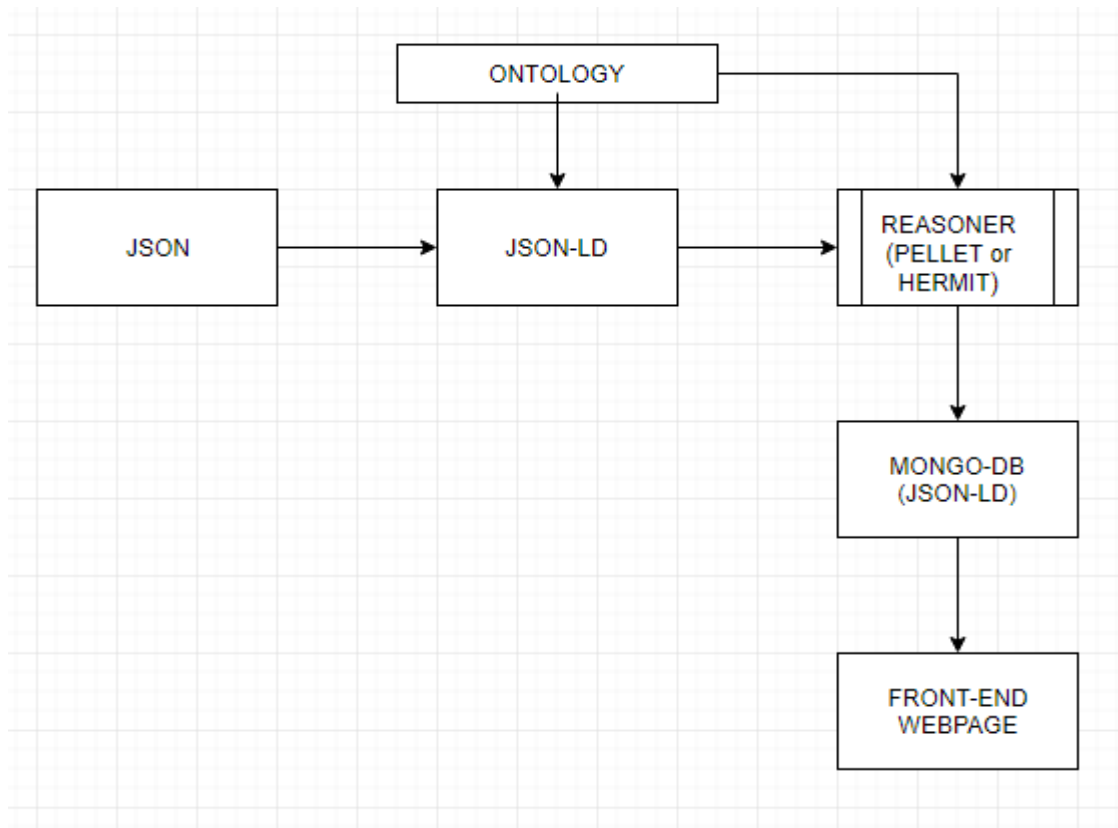 ONTOLOGY
JSON
JSON-LD
REASONER
(PELLET or
HERMIT)
MONGO-DB
(JSON-LD)
FRONT-END
WEBPAGE